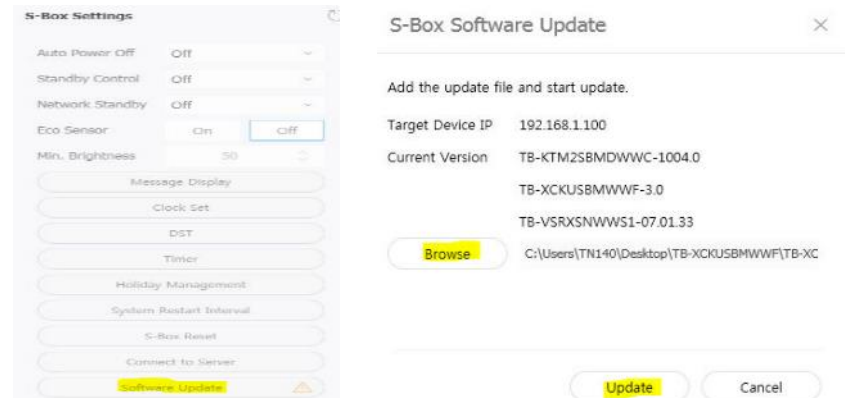 S-Box Settings
Auto Power Off Off
Standby Control Off
Network Standby Off
Eco Sensor On Off
Min. Brightness 50
Message Display
Clock Set
DST
Timer
Holiday Management
System Restart Interval
S-Box Reset
Connect to Server
Software Update
S-Box Software Update
Add the update file and start update.
Target Device IP 192.168.1.100
Current Version TB-KTM2SBMDWWC-1004.0
TB-XCKUSBMWWF-3.0
TB-VSRXSNWWS1-07.01.33
Browse C:\Users\TN140\Desktop\TB-XCKUSBMWWF\TB-XC
Update Cancel